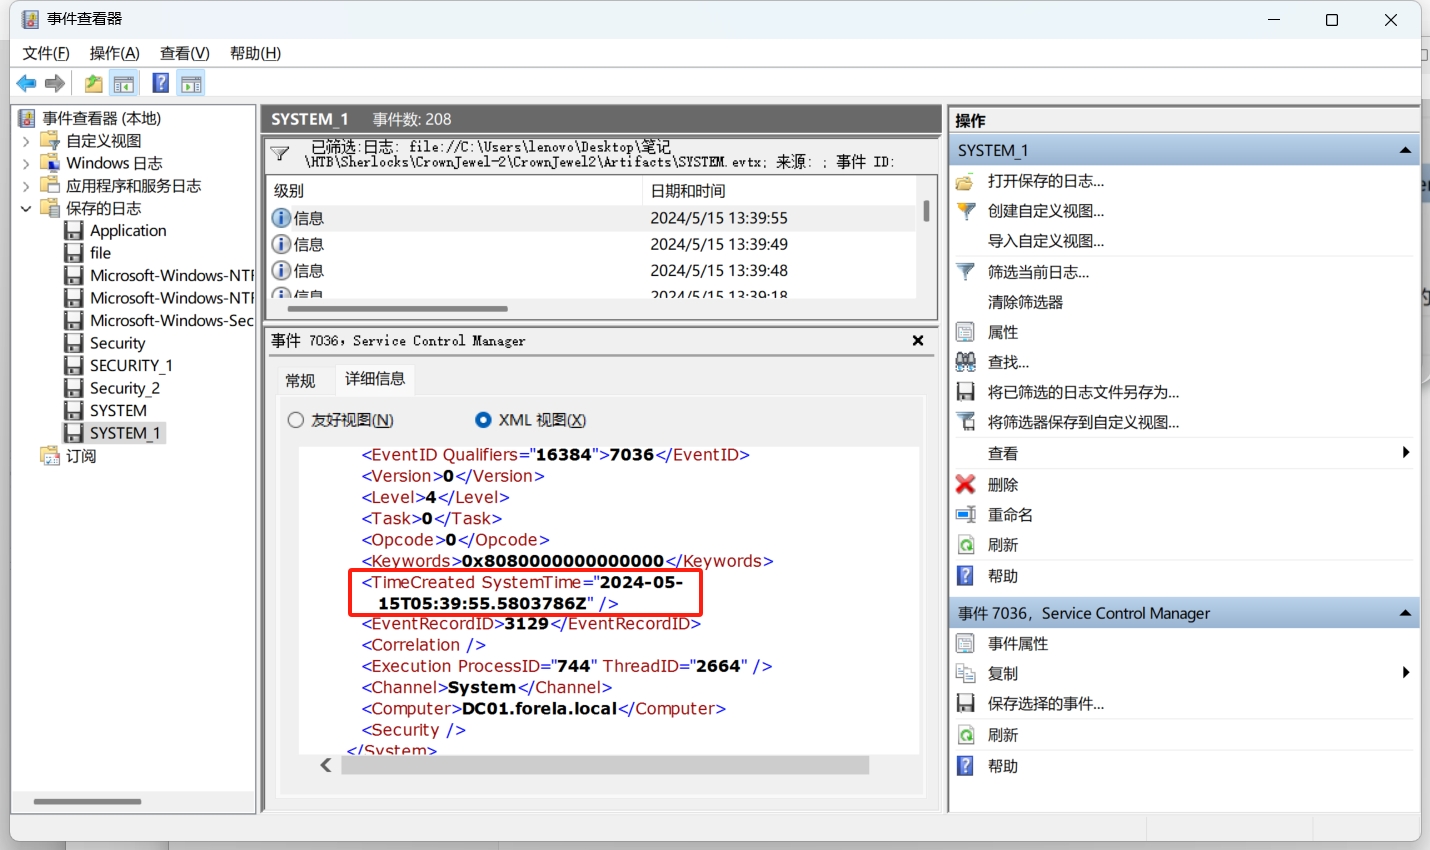 事件查看器
文件(F) 操作(A) 查看(V) 帮助(H)
事件查看器 (本地)
自定义视图
Windows 日志
应用程序和服务日志
保存的日志
Application
file
Microsoft-Windows-NTF
Microsoft-Windows-NTF
Microsoft-Windows-Sec
Security
SECURITY_1
Security_2
SYSTEM
SYSTEM_1
订阅
SYSTEM_1 事件数: 208
已筛选:日志: file://C:\Users\lenovo\Desktop\笔记
\HTB\Sherlocks\CrownJewel-2\CrownJewel2\Artifacts\SYSTEM.evtx; 来源: ; 事件 ID:
级别 日期和时间
信息 2024/5/15 13:39:55
信息 2024/5/15 13:39:49
信息 2024/5/15 13:39:48
信息 2024/5/15 13:39:18
事件 7036, Service Control Manager
常规 详细信息
友好视图(N) XML 视图(X)
<EventID Qualifiers="16384">7036</EventID>
<Version>0</Version>
<Level>4</Level>
<Task>0</Task>
<Opcode>0</Opcode>
<Keywords>0x8080000000000000</Keywords>
<TimeCreated SystemTime="2024-05-
15T05:39:55.5803786Z" />
<EventRecordID>3129</EventRecordID>
<Correlation />
<Execution ProcessID="744" ThreadID="2664" />
<Channel>System</Channel>
<Computer>DC01.forela.local</Computer>
<Security />
</System>
操作
SYSTEM_1
打开保存的日志...
创建自定义视图...
导入自定义视图...
筛选当前日志...
清除筛选器
属性
查找...
将已筛选的日志文件另存为...
将筛选器保存到自定义视图...
查看
删除
重命名
刷新
帮助
事件 7036, Service Control Manager
事件属性
复制
保存选择的事件...
刷新
帮助